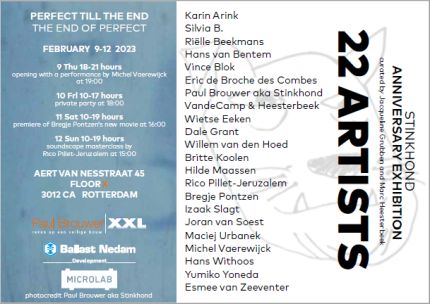 PERFECT TILL THE END
THE END OF PERFECT
FEBRUARY 9-12 2023
9 Thu 18-21 hours
opening with a performance by Michel Vaerewijck
at 19:00
10 Fri 10-17 hours
private party at 18:00
11 Sat 10-19 hours
premiere of Bregje Pontzen's new movie at 16:00
12 Sun 10-19 hours
soundscape masterclass by
Rico Pillet-Jeruzalem at 15:00
AERT VAN NESSTRAAT 45
FLOOR
3012 CA ROTTERDAM
Paul Brouwer XXL
Ballast Nedam
Development
MICROLAB
photocredit Paul Brouwer aka Stinkhond
Karin Arink
Silvia B.
Riëlle Beekmans
Hans van Bentem
Vince Blok
Eric de Broche des Combes
Paul Brouwer aka Stinkhond
VandeCamp & Heesterbeek
Wietse Eeken
Dale Grant
Willem van den Hoed
Britte Koolen
Hilde Maassen
Rico Pillet-Jeruzalem
Bregje Pontzen
Izaak Slagt
Joran van Soest
Maciej Urbanek
Michel Vaerewijck
Hans Withoos
Yumiko Yoneda
Esmee van Zeeventer
22 ARTISTS
curated by Jacqueline Grubben and Marc Heesterbeek
ANNIVERSARY EXHIBITION
STINKHOND